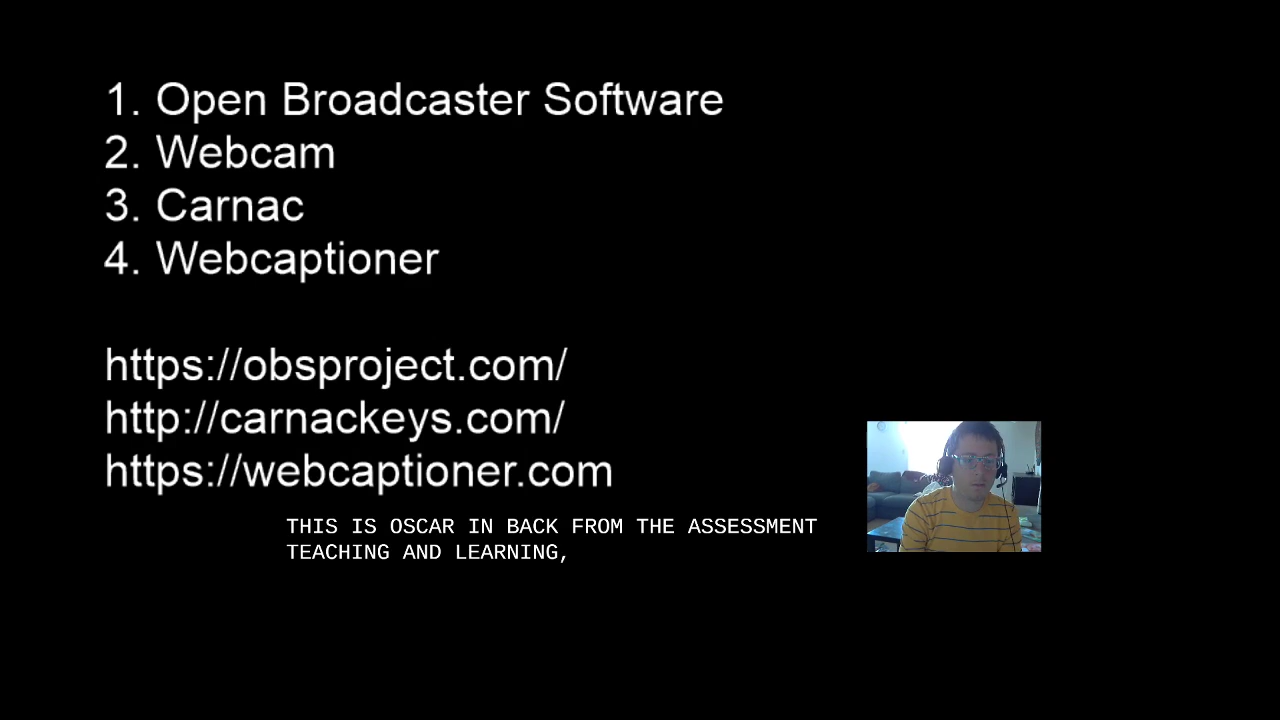 1. Open Broadcaster Software
2. Webcam
3. Carnac
4. Webcaptioner
https://obsproject.com/
http://carnackeys.com/
https://webcaptioner.com
THIS IS OSCAR IN BACK FROM THE ASSESSMENT
TEACHING AND LEARNING,